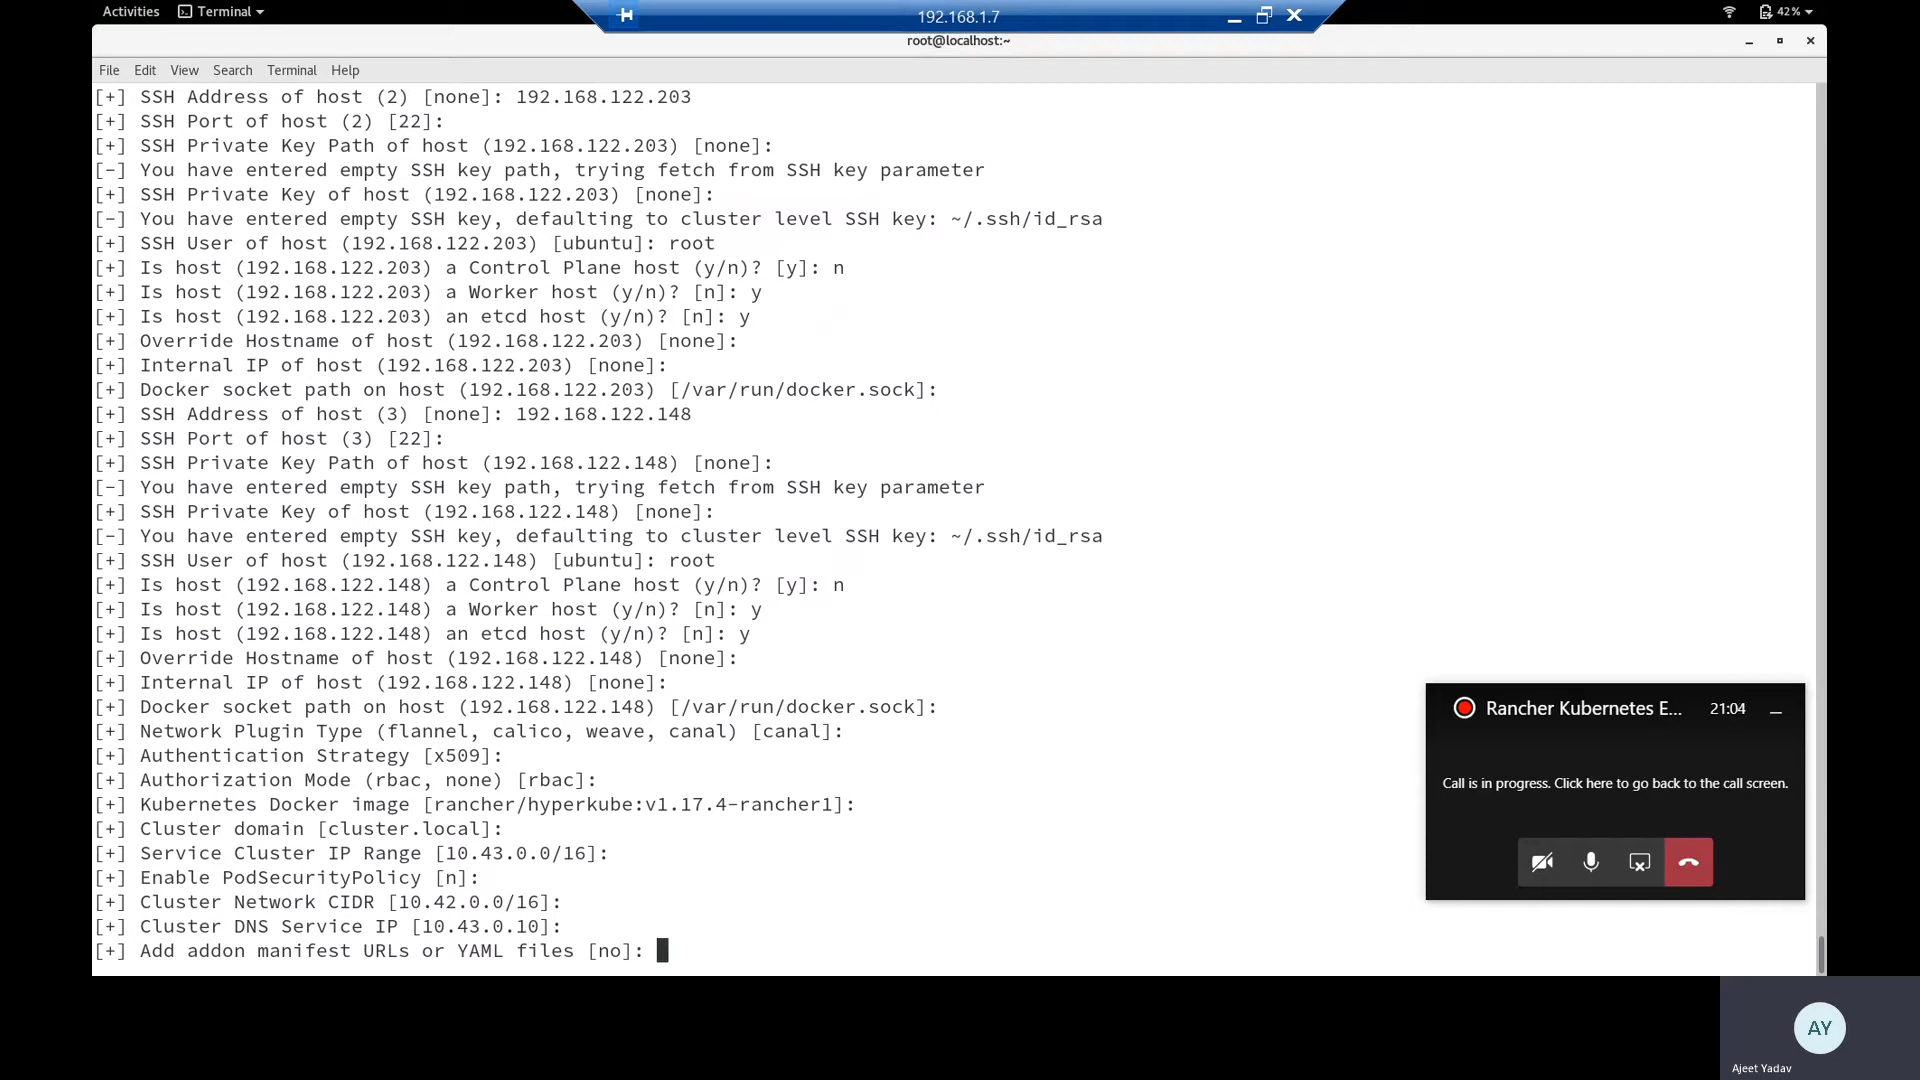 Activities
Terminal
192.168.1.7
42%
root@localhost:~
File Edit View Search Terminal Help
[+] SSH Address of host (2) [none]: 192.168.122.203
[+] SSH Port of host (2) [22]:
[+] SSH Private Key Path of host (192.168.122.203) [none]:
[-] You have entered empty SSH key path, trying fetch from SSH key parameter
[+] SSH Private Key of host (192.168.122.203) [none]:
[-] You have entered empty SSH key, defaulting to cluster level SSH key: ~/.ssh/id_rsa
[+] SSH User of host (192.168.122.203) [ubuntu]: root
[+] Is host (192.168.122.203) a Control Plane host (y/n)? [y]: n
[+] Is host (192.168.122.203) a Worker host (y/n)? [n]: y
[+] Is host (192.168.122.203) an etcd host (y/n)? [n]: y
[+] Override Hostname of host (192.168.122.203) [none]:
[+] Internal IP of host (192.168.122.203) [none]:
[+] Docker socket path on host (192.168.122.203) [/var/run/docker.sock]:
[+] SSH Address of host (3) [none]: 192.168.122.148
[+] SSH Port of host (3) [22]:
[+] SSH Private Key Path of host (192.168.122.148) [none]:
[-] You have entered empty SSH key path, trying fetch from SSH key parameter
[+] SSH Private Key of host (192.168.122.148) [none]:
[-] You have entered empty SSH key, defaulting to cluster level SSH key: ~/.ssh/id_rsa
[+] SSH User of host (192.168.122.148) [ubuntu]: root
[+] Is host (192.168.122.148) a Control Plane host (y/n)? [y]: n
[+] Is host (192.168.122.148) a Worker host (y/n)? [n]: y
[+] Is host (192.168.122.148) an etcd host (y/n)? [n]: y
[+] Override Hostname of host (192.168.122.148) [none]:
[+] Internal IP of host (192.168.122.148) [none]:
[+] Docker socket path on host (192.168.122.148) [/var/run/docker.sock]:
[+] Network Plugin Type (flannel, calico, weave, canal) [canal]:
[+] Authentication Strategy [x509]:
[+] Authorization Mode (rbac, none) [rbac]:
[+] Kubernetes Docker image [rancher/hyperkube:v1.17.4-rancher1]:
[+] Cluster domain [cluster.local]:
[+] Service Cluster IP Range [10.43.0.0/16]:
[+] Enable PodSecurityPolicy [n]:
[+] Cluster Network CIDR [10.42.0.0/16]:
[+] Cluster DNS Service IP [10.43.0.10]:
[+] Add addon manifest URLs or YAML files [no]:
Rancher Kubernetes E... 21:04
Call is in progress. Click here to go back to the call screen.
AY
Ajeet Yadav